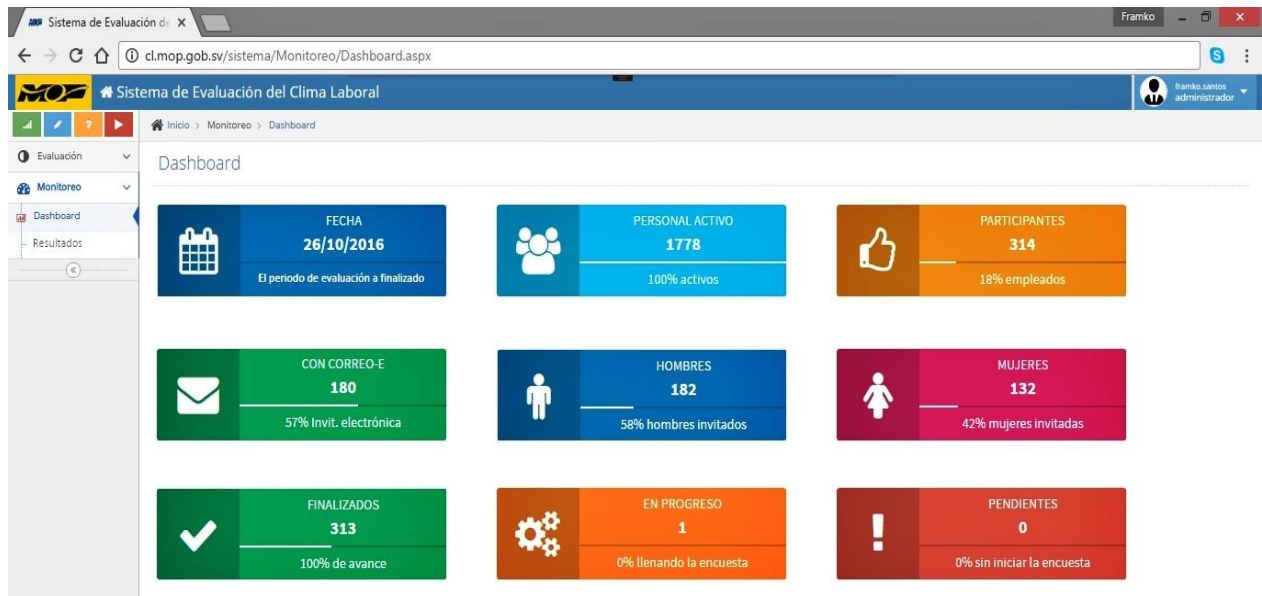 Sistema de Evaluación de
Framko
cl.mop.gob.sv/sistema/Monitoreo/Dashboard.aspx
MOP Sistema de Evaluación del Clima Laboral
framko.santos
administrador
Inicio > Monitoreo > Dashboard
Evaluación
Monitoreo
Dashboard
Resultados
Dashboard
FECHA
26/10/2016
El periodo de evaluación a finalizado
PERSONAL ACTIVO
1778
100% activos
PARTICIPANTES
314
18% empleados
CON CORREO-E
180
57% Invit. electrónica
HOMBRES
182
58% hombres invitados
MUJERES
132
42% mujeres invitadas
FINALIZADOS
313
100% de avance
EN PROGRESO
1
0% llenando la encuesta
PENDIENTES
0
0% sin iniciar la encuesta